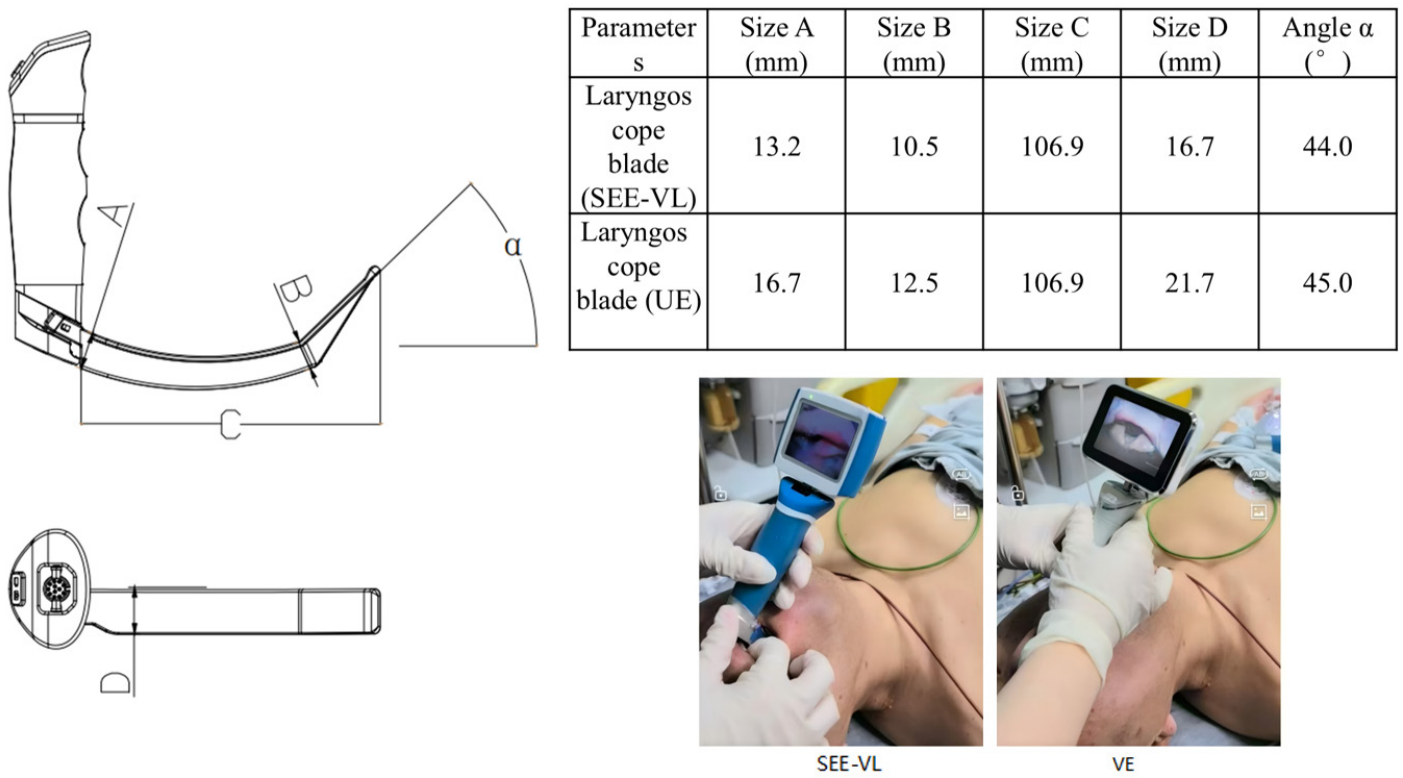 Parameter
s
Size A
(mm)
Size B
(mm)
Size C
(mm)
Size D
(mm)
Angle α
(°)
Laryngos
cope
blade
(SEE-VL)
13.2
10.5
106.9
16.7
44.0
Laryngos
cope
blade (UE)
16.7
12.5
106.9
21.7
45.0
A
B
α
C
D
SEE-VL
VE